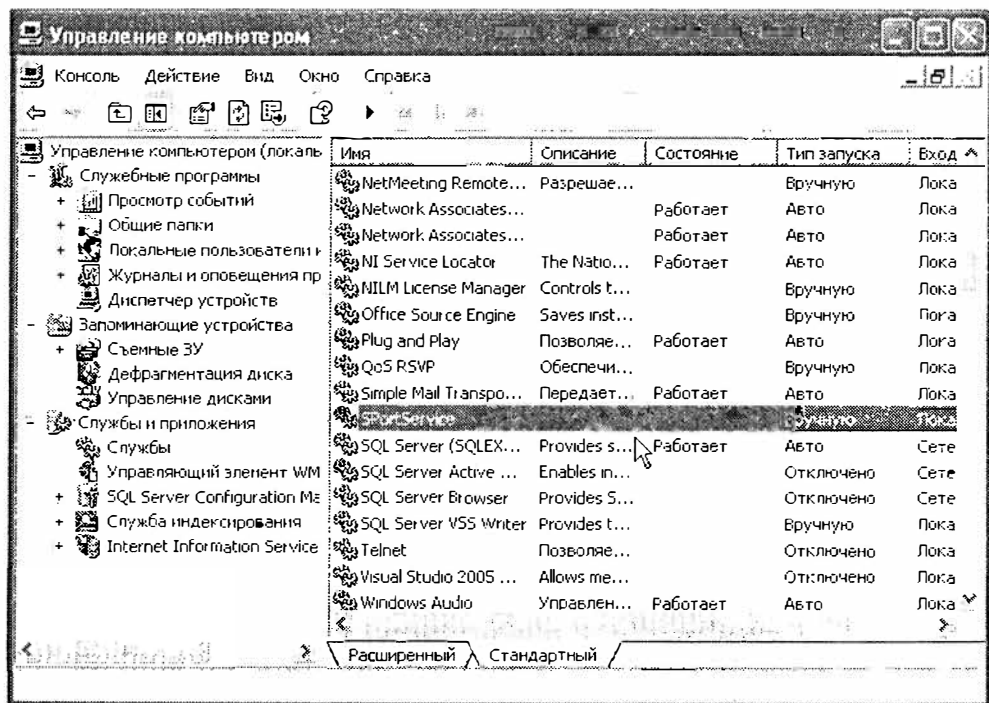 Управление компьютером
Консоль Действие Вид Окно Справка
Управление компьютером (локаль
Служебные программы
Просмотр событий
Общие папки
Локальные пользователи и
Журналы и оповещения пр
Диспетчер устройств
Запоминающие устройства
Съемные ЗУ
Дефрагментация диска
Управление дисками
Службы и приложения
Службы
Управляющий элемент WM
SQL Server Configuration Ma
Служба индексирования
Internet Information Service
Имя Описание Состояние Тип запуска Вход
NetMeeting Remote... Разрешае... Вручную Лока
Network Associates... Работает Авто Лока
Network Associates... Работает Авто Лока
NI Service Locator The Natio... Работает Авто Лока
NILM License Manager Controls t... Вручную Лока
Office Source Engine Saves inst... Вручную Лока
Plug and Play Позволяе... Работает Авто Лока
QoS RSVP Обеспечи... Вручную Лока
Simple Mail Transpo... Передает... Работает Авто Лока
SPortService Вручную Лока
SQL Server (SQLEX... Provides s... Работает Авто Сете
SQL Server Active ... Enables in... Отключено Сете
SQL Server Browser Provides S... Отключено Сете
SQL Server VSS Writer Provides t... Вручную Лока
Telnet Позволяе... Отключено Лока
Visual Studio 2005 ... Allows me... Отключено Лока
Windows Audio Управлен... Работает Авто Лока
Расширенный Стандартный